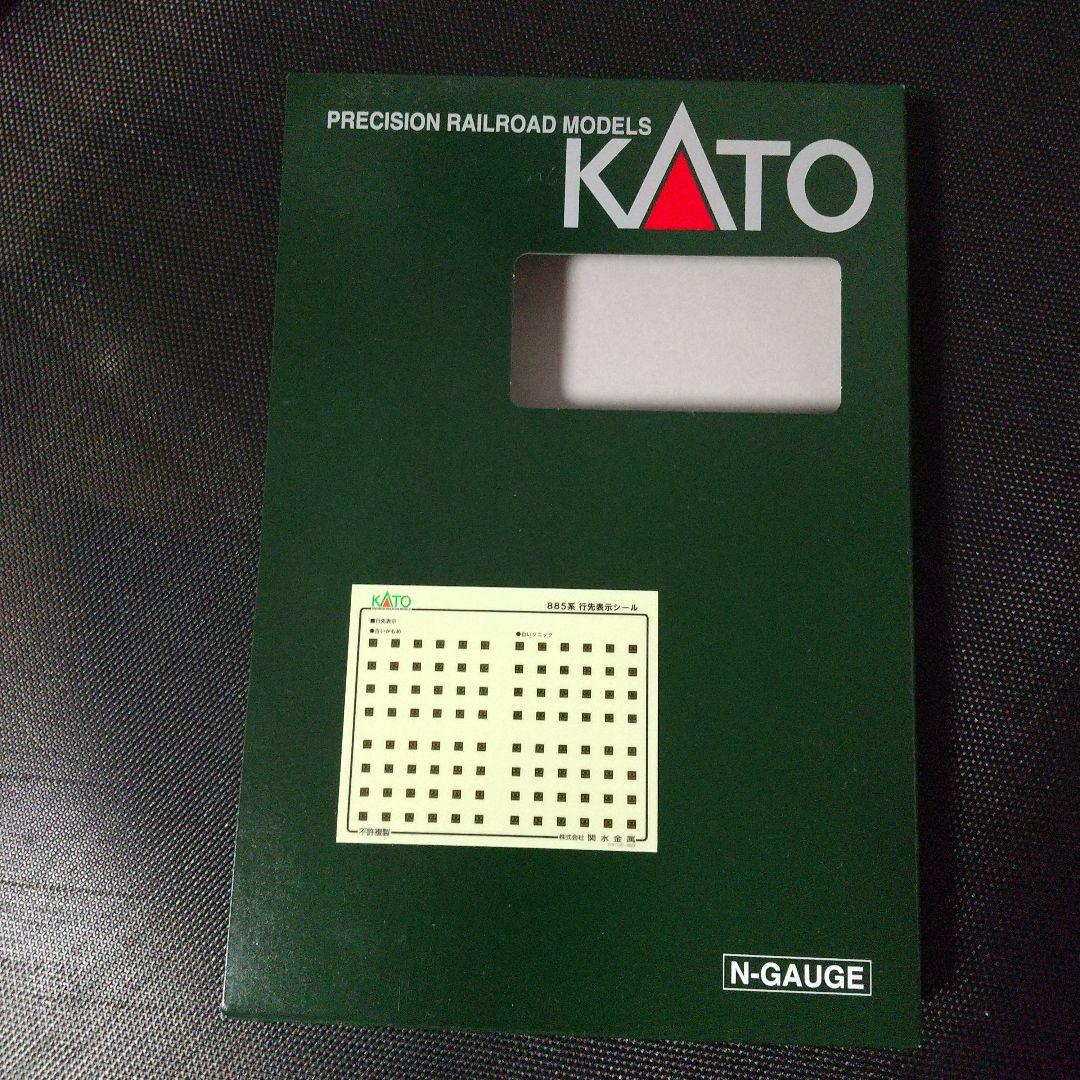 PRECISION RAILROAD MODELS
KATO
KATO
885系 行先表示シール
■行先表示
●白いかもめ
●白いソニック
不許複製
株式会社 関水金属
N-GAUGE